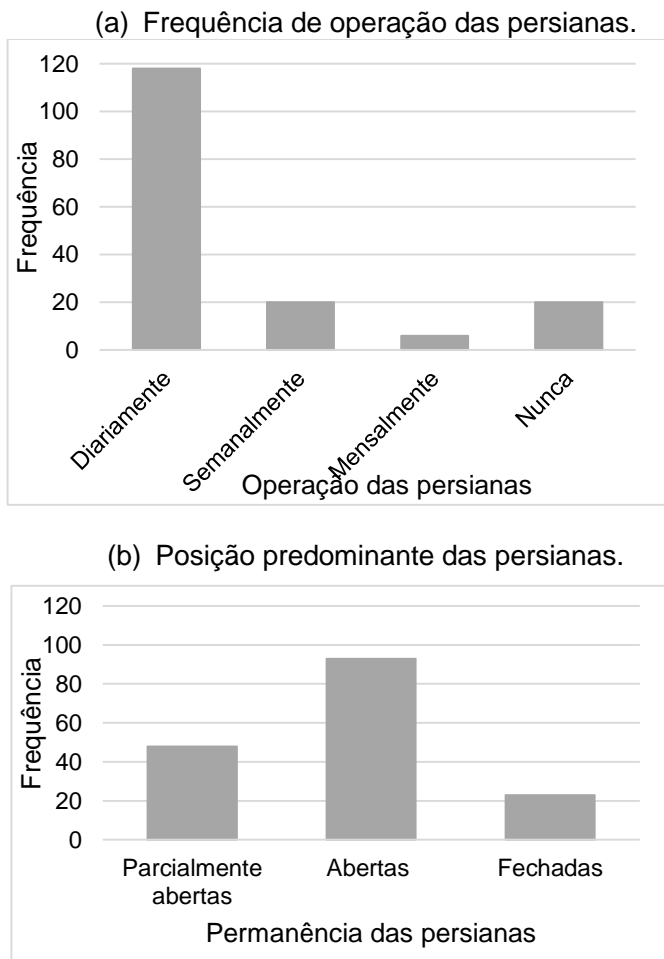 (a) Frequência de operação das persianas.
120
100
80
60
40
20
0
Frequência
Diariamente
Semanalmente
Mensalmente
Nunca
Operação das persianas
(b) Posição predominante das persianas.
120
100
80
60
40
20
0
Frequência
Parcialmente
abertas
Abertas
Fechadas
Permanência das persianas